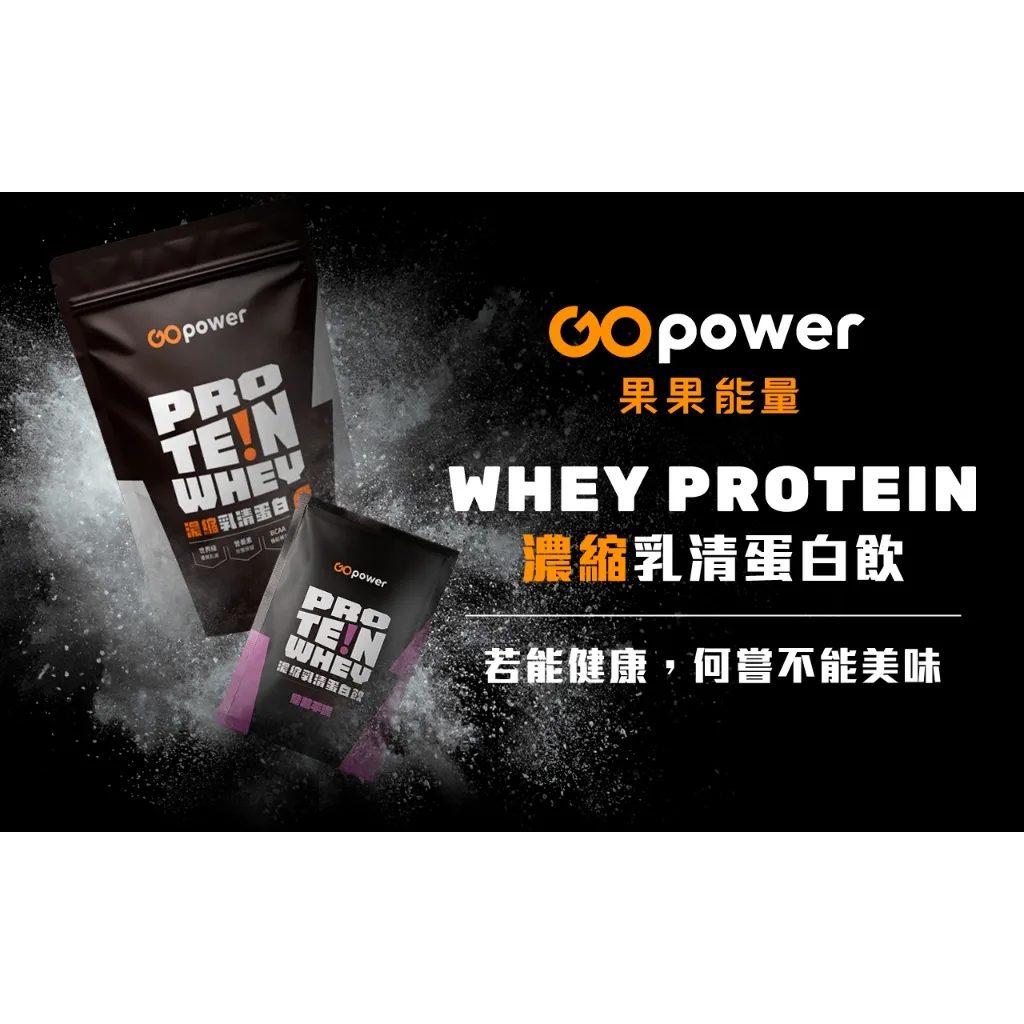 GOpower
PRO
TE!N
WHEY
濃縮乳清蛋白
BCAA
GOpower
PRO
TE!N
WHEY
濃縮乳清蛋白飲
GOpower
果果能量
WHEY PROTEIN
濃縮乳清蛋白飲
若能健康，何嘗不能美味